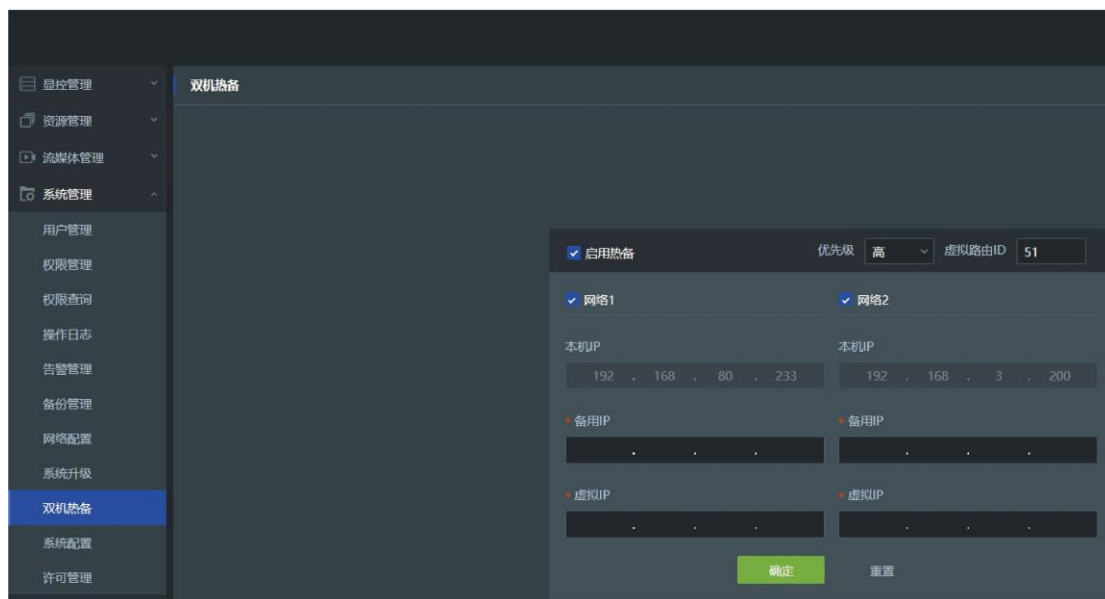 显控管理
双机热备
资源管理
流媒体管理
系统管理
用户管理
权限管理
权限查询
操作日志
告警管理
备份管理
网络配置
系统升级
双机热备
系统配置
许可管理
启用热备 优先级 高 虚拟路由ID 51
网络1 网络2
本机IP 本机IP
192 . 168 . 80 . 233 192 . 168 . 3 . 200
* 备用IP * 备用IP
. . . . . .
* 虚拟IP * 虚拟IP
. . . . . .
确定 重置